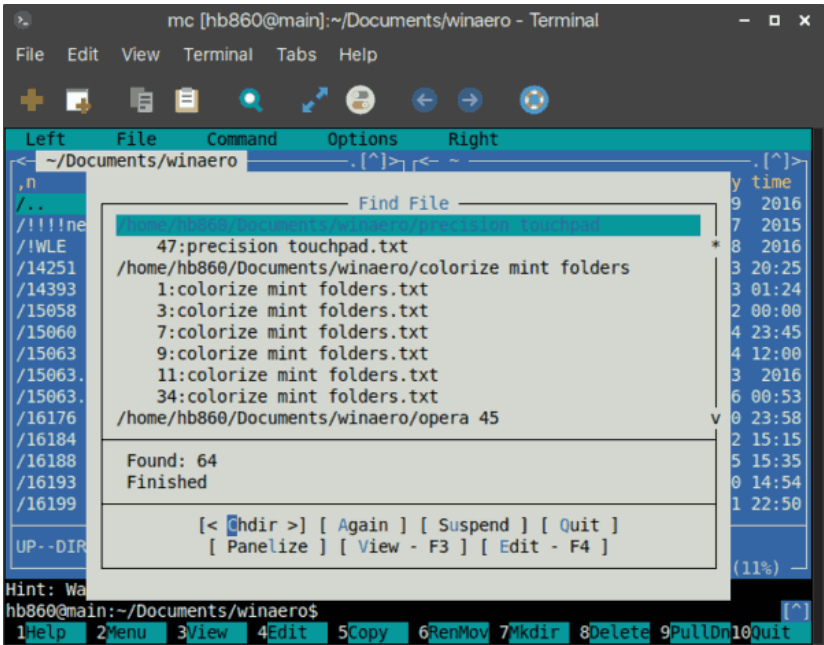 mc [hb860@main]:~/Documents/winaero - Terminal
File Edit View Terminal Tabs Help
Left File Command Options Right
<- ~/Documents/winaero .[^]> <- ~ .[^]>
,n y time
/.. 9 2016
/!!!!ne 7 2015
/!WLE 8 2016
/14251 3 20:25
/14393 3 01:24
/15058 2 00:00
/15060 4 23:45
/15063 4 12:00
/15063. 3 2016
/15063. 6 00:53
/16176 0 23:58
/16184 2 15:15
/16188 5 15:35
/16193 0 14:54
/16199 1 22:50
UP--DIR
(11%)
Find File
/home/hb860/Documents/winaero/precision touchpad
47:precision touchpad.txt *
/home/hb860/Documents/winaero/colorize mint folders
1:colorize mint folders.txt
3:colorize mint folders.txt
7:colorize mint folders.txt
9:colorize mint folders.txt
11:colorize mint folders.txt
34:colorize mint folders.txt
/home/hb860/Documents/winaero/opera 45 v
Found: 64
Finished
[< Chdir >] [ Again ] [ Suspend ] [ Quit ]
[ Panelize ] [ View - F3 ] [ Edit - F4 ]
Hint: Wa
hb860@main:~/Documents/winaero$ [^]
1Help 2Menu 3View 4Edit 5Copy 6RenMov 7Mkdir 8Delete 9PullDn 10Quit